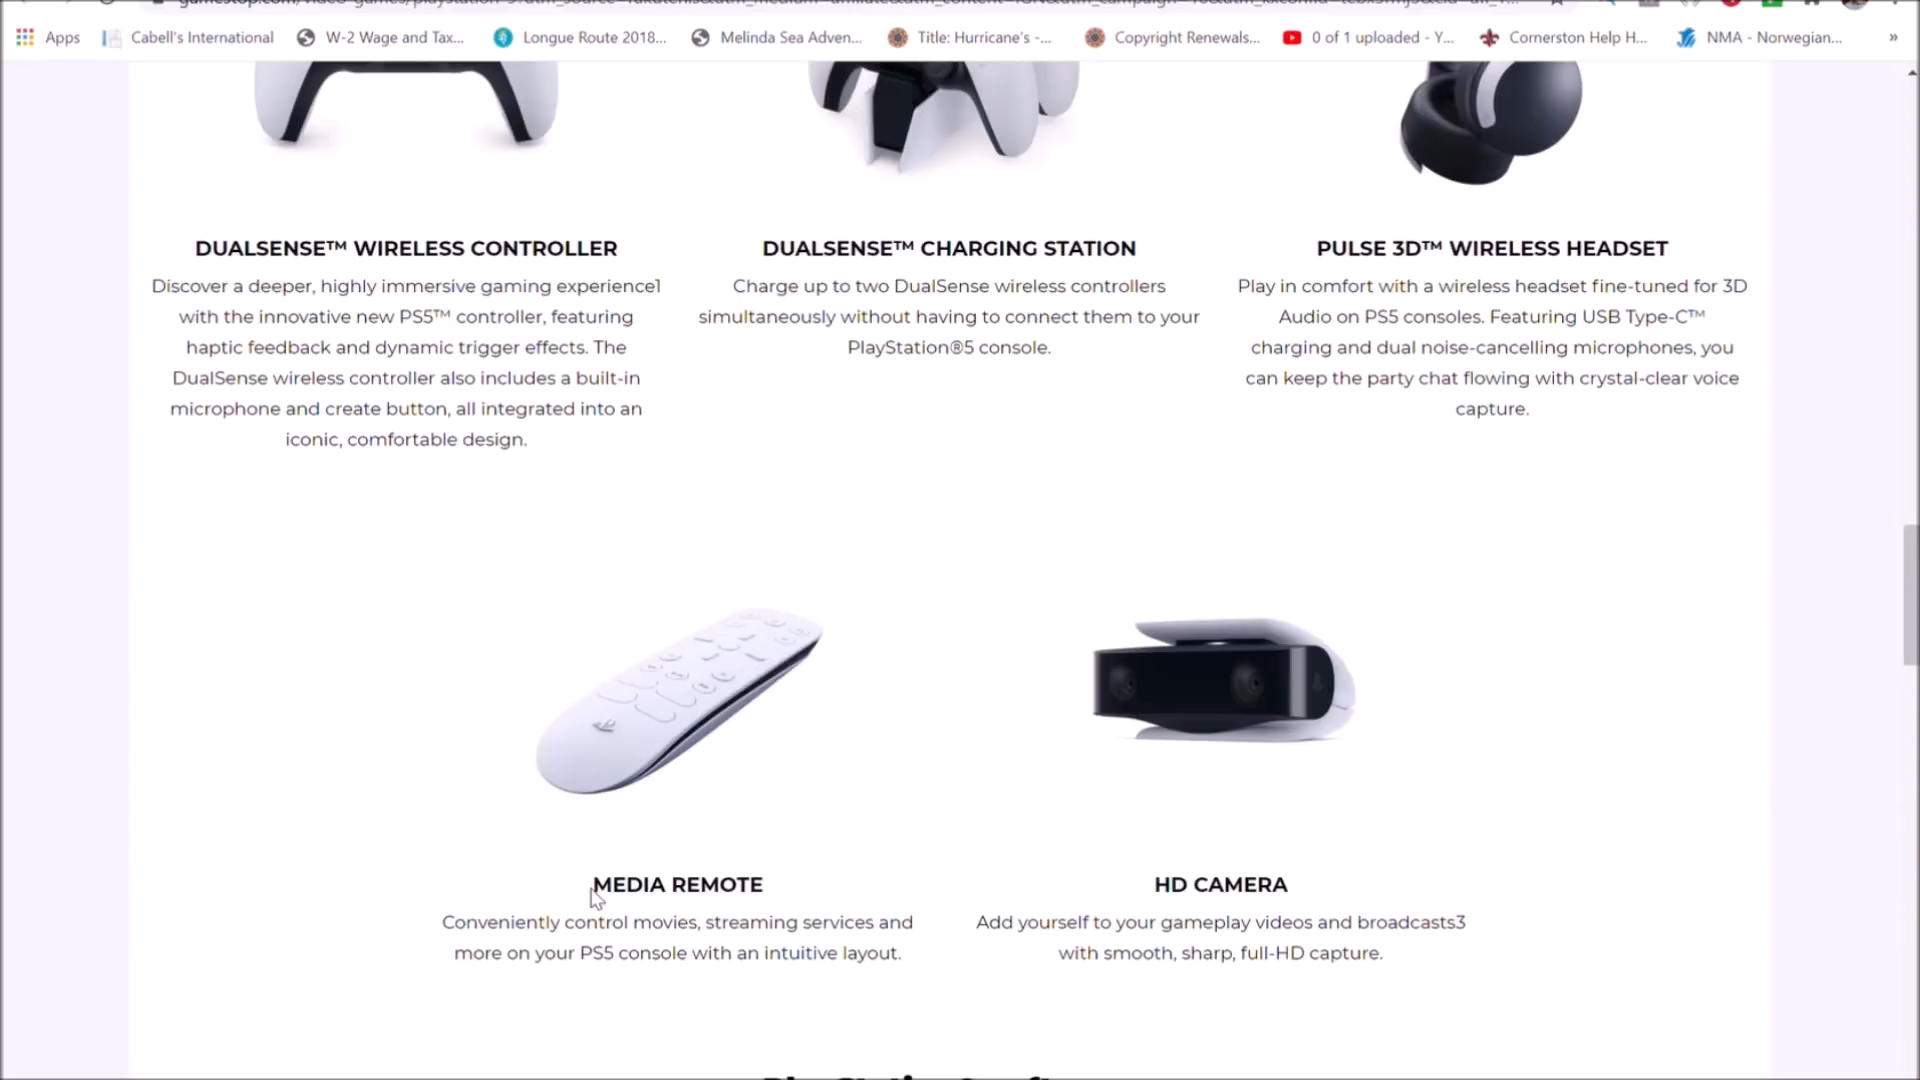 Apps Cabell's International W-2 Wage and Tax... Longue Route 2018... Melinda Sea Adven... Title: Hurricane's -... Copyright Renewals... 0 of 1 uploaded - Y... Cornerston Help H... NMA - Norwegian... »
DUALSENSE™ WIRELESS CONTROLLER
Discover a deeper, highly immersive gaming experience1
with the innovative new PS5™ controller, featuring
haptic feedback and dynamic trigger effects. The
DualSense wireless controller also includes a built-in
microphone and create button, all integrated into an
iconic, comfortable design.
DUALSENSE™ CHARGING STATION
Charge up to two DualSense wireless controllers
simultaneously without having to connect them to your
PlayStation®5 console.
PULSE 3D™ WIRELESS HEADSET
Play in comfort with a wireless headset fine-tuned for 3D
Audio on PS5 consoles. Featuring USB Type-C™
charging and dual noise-cancelling microphones, you
can keep the party chat flowing with crystal-clear voice
capture.
MEDIA REMOTE
Conveniently control movies, streaming services and
more on your PS5 console with an intuitive layout.
HD CAMERA
Add yourself to your gameplay videos and broadcasts3
with smooth, sharp, full-HD capture.